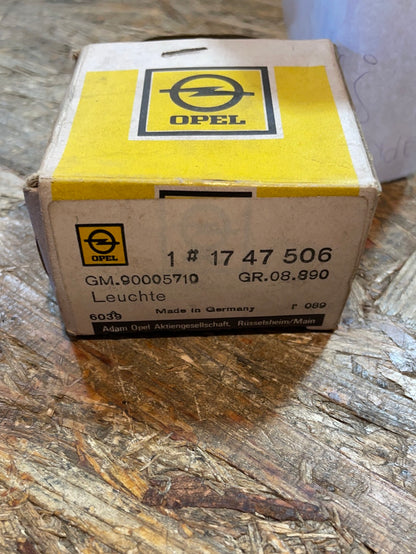 OPEL
OPEL
1 # 17 47 506
GM.90005710 GR.08.890
Leuchte
6039 Made in Germany r 089
Adam Opel Aktiengesellschaft, Rüsselsheim/Main